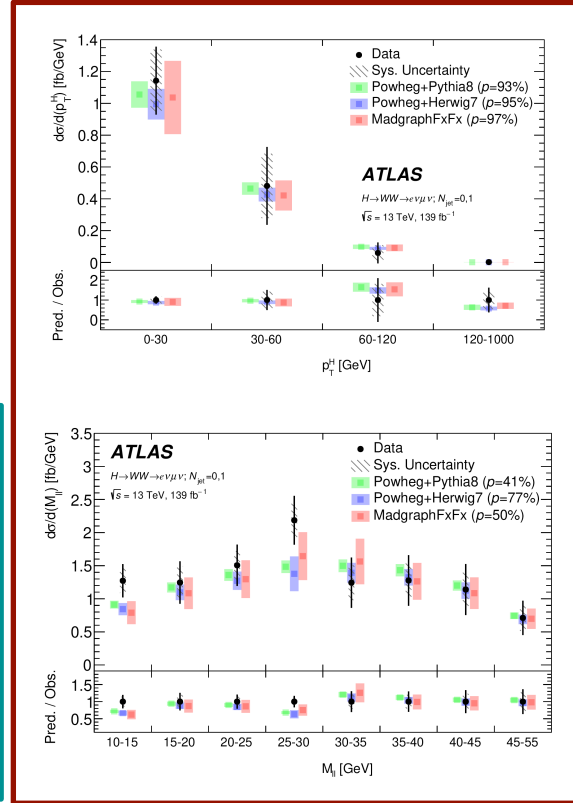 dσ/d(p_T^H) [fb/GeV]
1.4
1.2
1
0.8
0.6
0.4
0.2
0
Data
Sys. Uncertainty
Powheg+Pythia8 (p=93%)
Powheg+Herwig7 (p=95%)
MadgraphFxFx (p=97%)
ATLAS
H→WW→eνμν; N_jet=0,1
√s = 13 TeV, 139 fb⁻¹
Pred. / Obs.
2
1
0
0-30 30-60 60-120 120-1000
p_T^H [GeV]
dσ/d(M_ll) [fb/GeV]
3.5
3
2.5
2
1.5
1
0.5
0
ATLAS
H→WW→eνμν; N_jet=0,1
√s = 13 TeV, 139 fb⁻¹
Data
Sys. Uncertainty
Powheg+Pythia8 (p=41%)
Powheg+Herwig7 (p=77%)
MadgraphFxFx (p=50%)
Pred. / Obs.
1.5
1
0.5
10-15 15-20 20-25 25-30 30-35 35-40 40-45 45-55
M_ll [GeV]